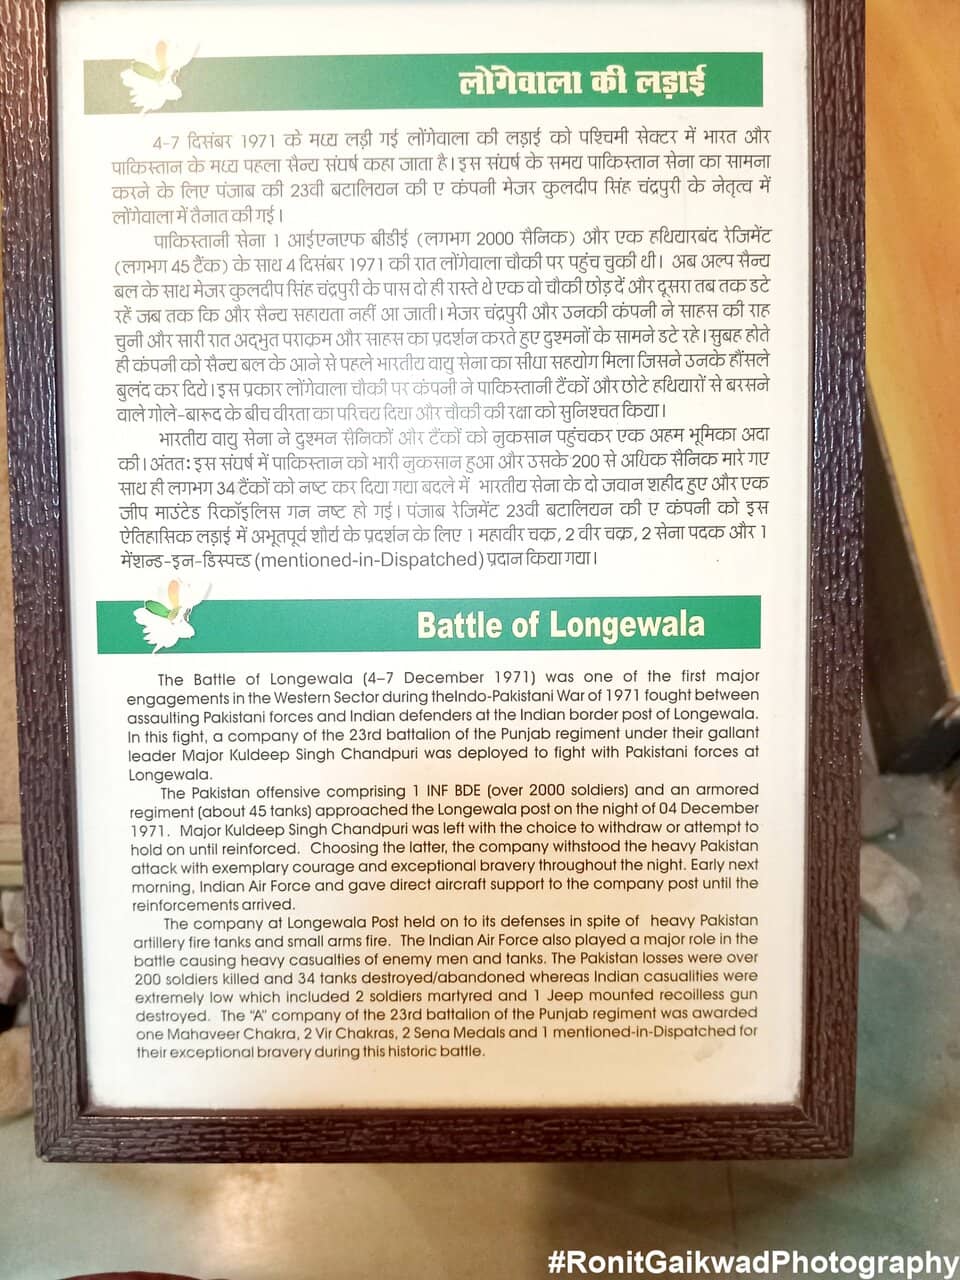 लोंगेवाला की लड़ाई
4-7 दिसंबर 1971 के मध्य लड़ी गई लोंगेवाला की लड़ाई को पश्चिमी सेक्टर में भारत और
पाकिस्तान के मध्य पहला सैन्य संघर्ष कहा जाता है। इस संघर्ष के समय पाकिस्तान सेना का सामना
करने के लिए पंजाब की 23वी बटालियन की ए कंपनी मेजर कुलदीप सिंह चंद्रपुरी के नेतृत्व में
लोंगेवाला में तैनात की गई।
पाकिस्तानी सेना 1 आईएनएफ बीडीई (लगभग 2000 सैनिक) और एक हथियारबंद रेजिमेंट
(लगभग 45 टैंक) के साथ 4 दिसंबर 1971 की रात लोंगेवाला चौकी पर पहुंच चुकी थी। अब अल्प सैन्य
बल के साथ मेजर कुलदीप सिंह चंद्रपुरी के पास दो ही रास्ते थे एक वो चौकी छोड़ दें और दूसरा तब तक डटे
रहें जब तक कि और सैन्य सहायता नहीं आ जाती। मेजर चंद्रपुरी और उनकी कंपनी ने साहस की राह
चुनी और सारी रात अद्भुत पराक्रम और साहस का प्रदर्शन करते हुए दुश्मनों के सामने डटे रहे। सुबह होते
ही कंपनी को सैन्य बल के आने से पहले भारतीय वायु सेना का सीधा सहयोग मिला जिसने उनके हौंसले
बुलंद कर दिये। इस प्रकार लोंगेवाला चौकी पर कंपनी ने पाकिस्तानी टैंकों और छोटे हथियारों से बरसने
वाले गोले-बारूद के बीच वीरता का परिचय दिया और चौकी की रक्षा को सुनिश्चत किया।
भारतीय वायु सेना ने दुश्मन सैनिकों और टैंकों को नुकसान पहुंचकर एक अहम भूमिका अदा
की। अंततः इस संघर्ष में पाकिस्तान को भारी नुकसान हुआ और उसके 200 से अधिक सैनिक मारे गए
साथ ही लगभग 34 टैंकों को नष्ट कर दिया गया बदले में भारतीय सेना के दो जवान शहीद हुए और एक
जीप माउंटेड रिकॉइलिस गन नष्ट हो गई। पंजाब रेजिमेंट 23वी बटालियन की ए कंपनी को इस
ऐतिहासिक लड़ाई में अभूतपूर्व शौर्य के प्रदर्शन के लिए 1 महावीर चक्र, 2 वीर चक्र, 2 सेना पदक और 1
मेंशन्ड-इन-डिस्पच्ड (mentioned-in-Dispatched) प्रदान किया गया।
Battle of Longewala
The Battle of Longewala (4–7 December 1971) was one of the first major
engagements in the Western Sector during theIndo-Pakistani War of 1971 fought between
assaulting Pakistani forces and Indian defenders at the Indian border post of Longewala.
In this fight, a company of the 23rd battalion of the Punjab regiment under their gallant
leader Major Kuldeep Singh Chandpuri was deployed to fight with Pakistani forces at
Longewala.
The Pakistan offensive comprising 1 INF BDE (over 2000 soldiers) and an armored
regiment (about 45 tanks) approached the Longewala post on the night of 04 December
1971. Major Kuldeep Singh Chandpuri was left with the choice to withdraw or attempt to
hold on until reinforced. Choosing the latter, the company withstood the heavy Pakistan
attack with exemplary courage and exceptional bravery throughout the night. Early next
morning, Indian Air Force and gave direct aircraft support to the company post until the
reinforcements arrived.
The company at Longewala Post held on to its defenses in spite of heavy Pakistan
artillery fire tanks and small arms fire. The Indian Air Force also played a major role in the
battle causing heavy casualties of enemy men and tanks. The Pakistan losses were over
200 soldiers killed and 34 tanks destroyed/abandoned whereas Indian casualities were
extremely low which included 2 soldiers martyred and 1 Jeep mounted recoilless gun
destroyed. The "A" company of the 23rd battalion of the Punjab regiment was awarded
one Mahaveer Chakra, 2 Vir Chakras, 2 Sena Medals and 1 mentioned-in-Dispatched for
their exceptional bravery during this historic battle.
#RonitGaikwadPhotography